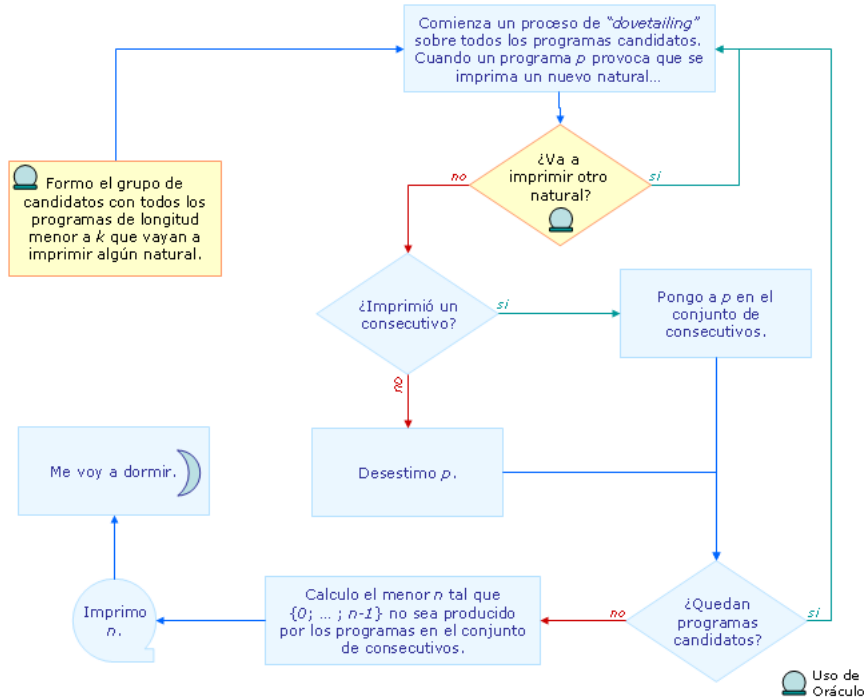 Comienza un proceso de "dovetailing"
sobre todos los programas candidatos.
Cuando un programa p provoca que se
imprima un nuevo natural...
¿Va a
imprimir otro
natural?
no
si
Formo el grupo de
candidatos con todos los
programas de longitud
menor a k que vayan a
imprimir algún natural.
¿Imprimió un
consecutivo?
si
no
Pongo a p en el
conjunto de
consecutivos.
Desestimo p.
Me voy a dormir.
Imprimo
n.
Calculo el menor n tal que
{0; ... ; n-1} no sea producido
por los programas en el conjunto
de consecutivos.
no
¿Quedan
programas
candidatos?
si
Uso de
Oráculo